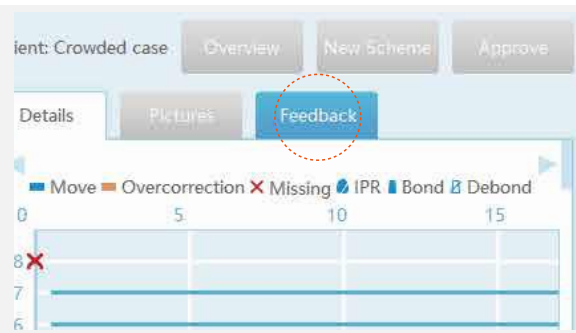 ient: Crowded case Overview New Scheme Approve
Details Pictures Feedback
Move Overcorrection Missing IPR Bond Debond
0 5 10 15
8
7
6